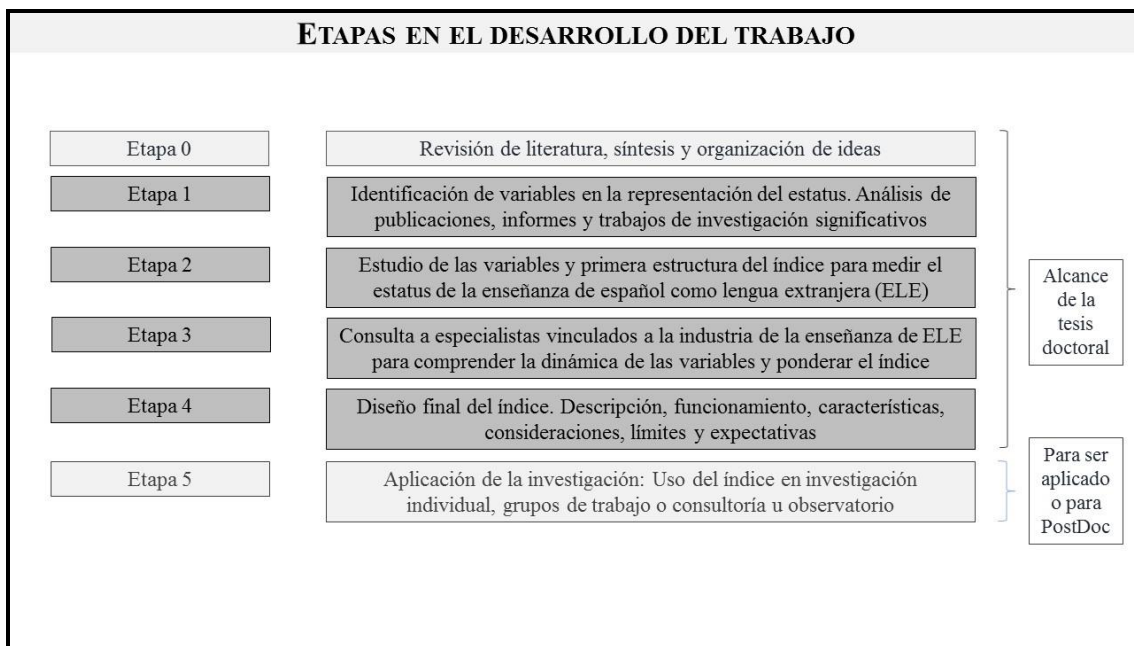 ETAPAS EN EL DESARROLLO DEL TRABAJO
Etapa 0
Revisión de literatura, síntesis y organización de ideas
Etapa 1
Identificación de variables en la representación del estatus. Análisis de
publicaciones, informes y trabajos de investigación significativos
Etapa 2
Estudio de las variables y primera estructura del índice para medir el
estatus de la enseñanza de español como lengua extranjera (ELE)
Etapa 3
Consulta a especialistas vinculados a la industria de la enseñanza de ELE
para comprender la dinámica de las variables y ponderar el índice
Etapa 4
Diseño final del índice. Descripción, funcionamiento, características,
consideraciones, límites y expectativas
Alcance
de la
tesis
doctoral
Etapa 5
Aplicación de la investigación: Uso del índice en investigación
individual, grupos de trabajo o consultoría u observatorio
Para ser
aplicado
o para
PostDoc